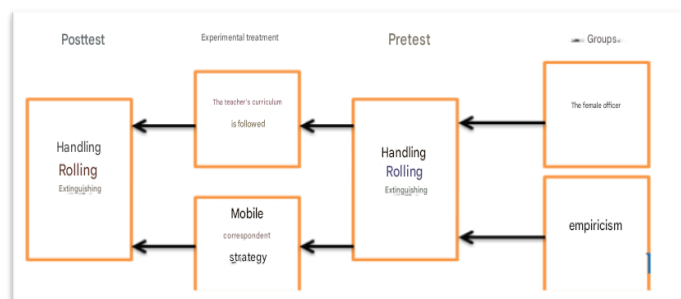 Posttest
Experimental treatment
Pretest
Groups
The teacher's curriculum
is followed
The female officer
Handling
Rolling
Extinguishing
Handling
Rolling
Extinguishing
Mobile
correspondent
strategy
empiricism